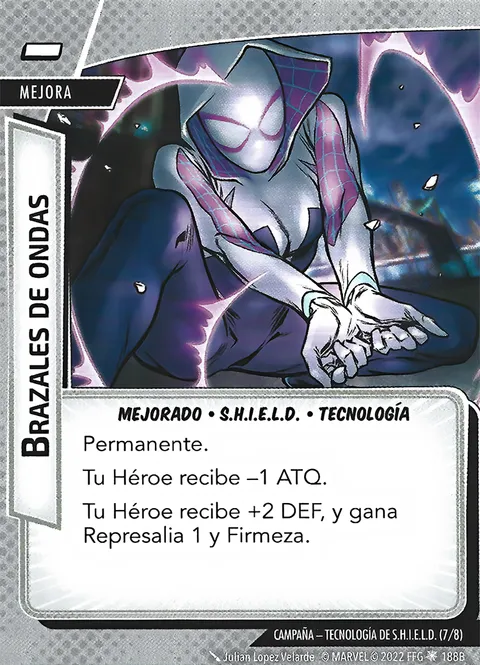 MEJORA
BRAZALES DE ONDAS
MEJORADO • S.H.I.E.L.D. • TECNOLOGÍA
Permanente.
Tu Héroe recibe –1 ATQ.
Tu Héroe recibe +2 DEF, y gana
Represalia 1 y Firmeza.
CAMPAÑA – TECNOLOGÍA DE S.H.I.E.L.D. (7/8)
Julian Lopez Velarde © MARVEL © 2022 FFG 188B